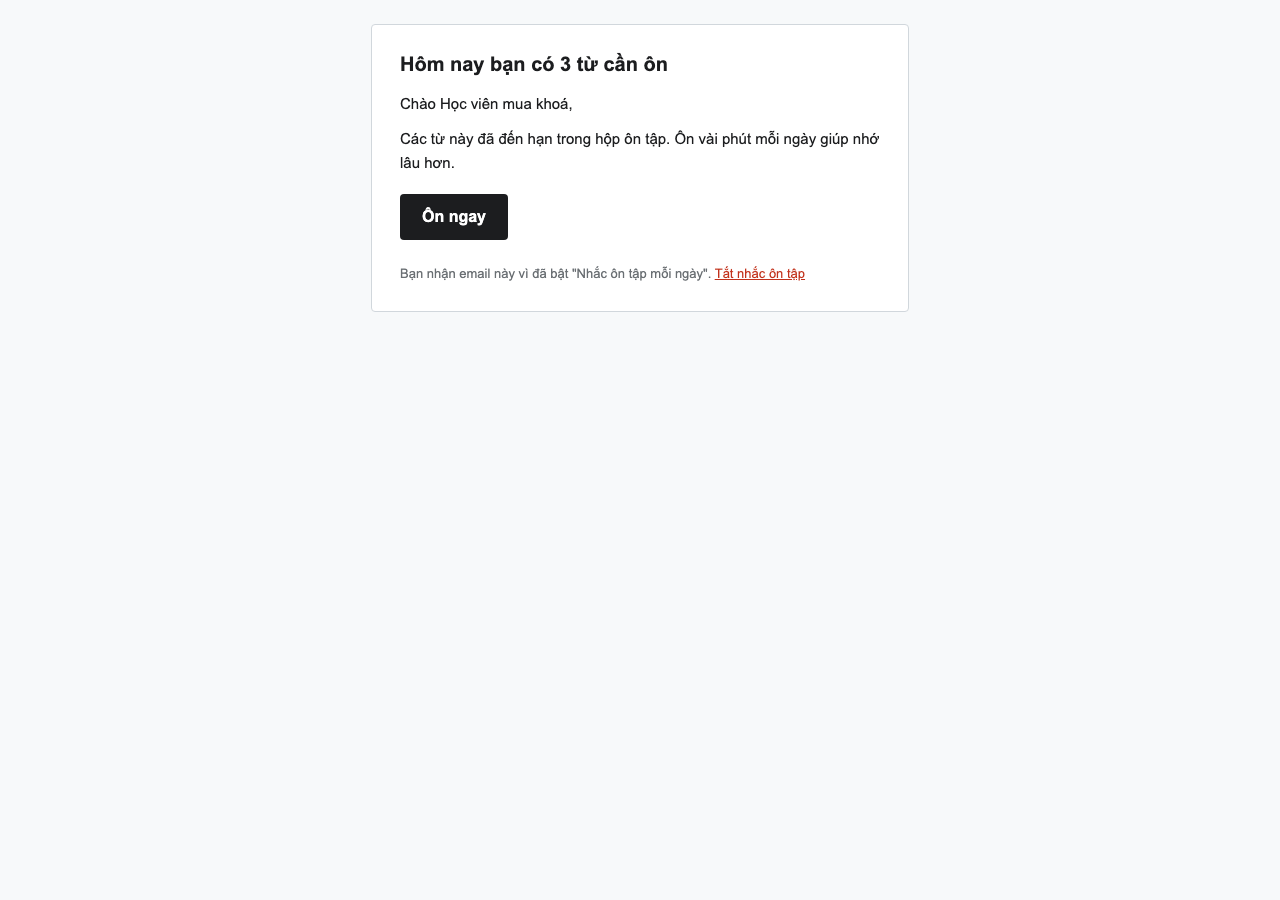 Hôm nay bạn có 3 từ cần ôn
Chào Học viên mua khoá,
Các từ này đã đến hạn trong hộp ôn tập. Ôn vài phút mỗi ngày giúp nhớ
lâu hơn.
Ôn ngay
Bạn nhận email này vì đã bật "Nhắc ôn tập mỗi ngày". Tắt nhắc ôn tập